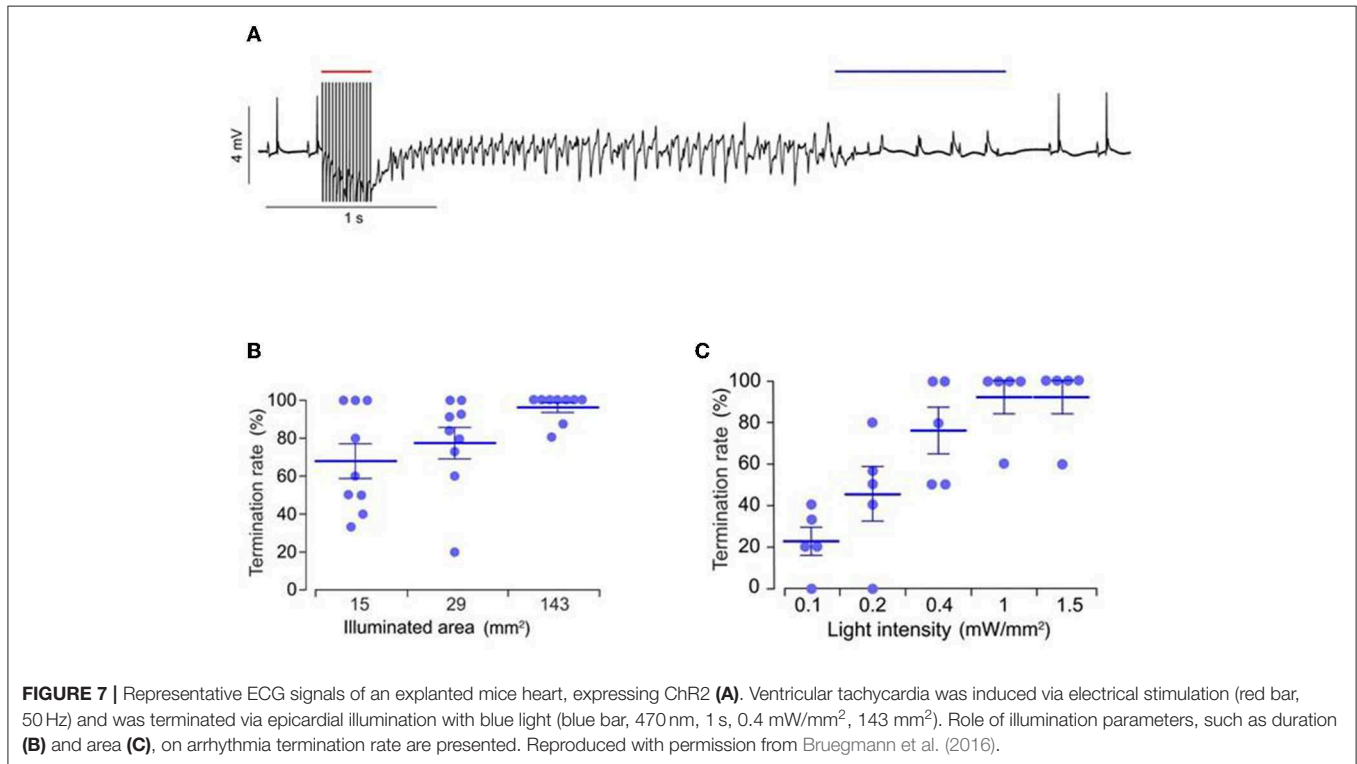 A
4 mV
1 s
B
Termination rate (%)
100
80
60
40
20
0
15 29 143
Illuminated area (mm²)
C
Termination rate (%)
100
80
60
40
20
0
0.1 0.2 0.4 1 1.5
Light intensity (mW/mm²)
FIGURE 7 | Representative ECG signals of an explanted mice heart, expressing ChR2 (A). Ventricular tachycardia was induced via electrical stimulation (red bar,
50 Hz) and was terminated via epicardial illumination with blue light (blue bar, 470 nm, 1 s, 0.4 mW/mm², 143 mm²). Role of illumination parameters, such as duration
(B) and area (C), on arrhythmia termination rate are presented. Reproduced with permission from Bruegmann et al. (2016).